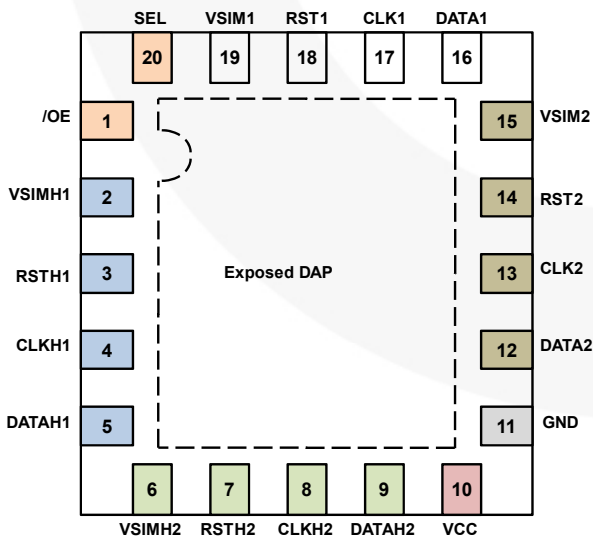 SEL VSIM1 RST1 CLK1 DATA1
20 19 18 17 16
/OE 1 15 VSIM2
VSIMH1 2 14 RST2
RSTH1 3 Exposed DAP 13 CLK2
CLKH1 4 12 DATA2
DATAH1 5 11 GND
6 7 8 9 10
VSIMH2 RSTH2 CLKH2 DATAH2 VCC